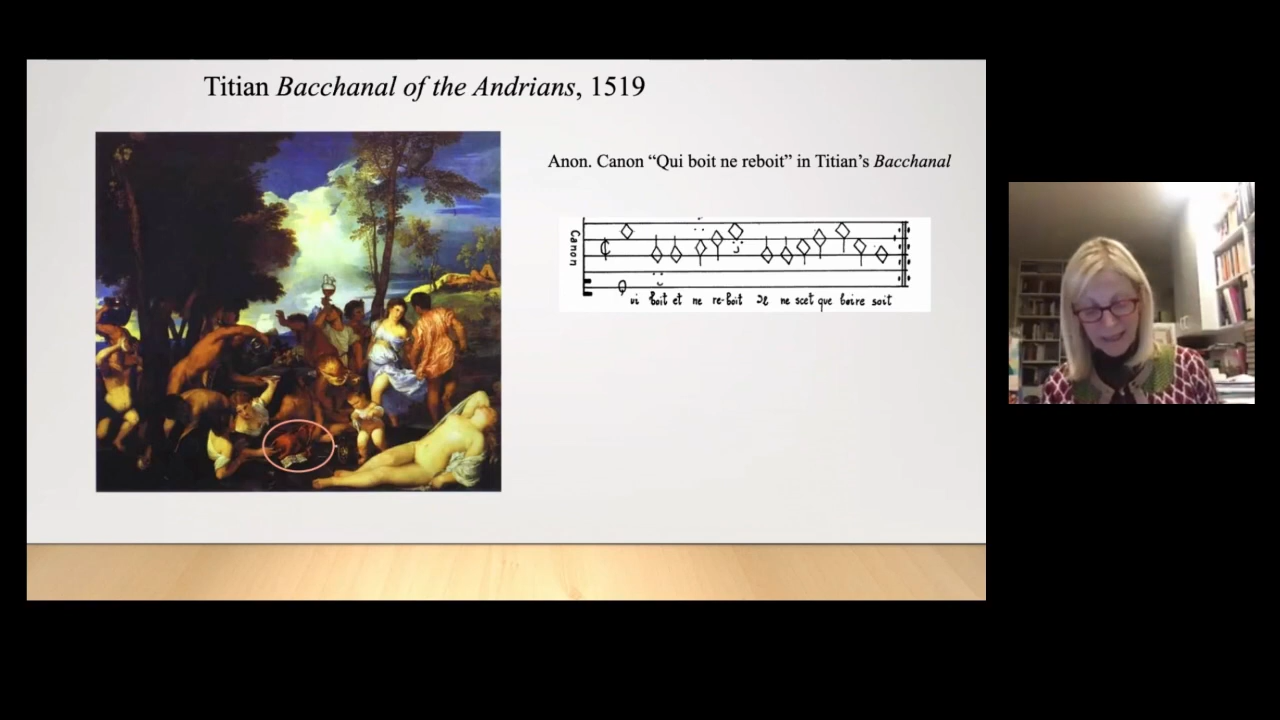 Titian Bacchanal of the Andrians, 1519
Anon. Canon “Qui boit ne reboit” in Titian’s Bacchanal
Canon
Qui boit et ne re-boit Il ne scet que boire soit